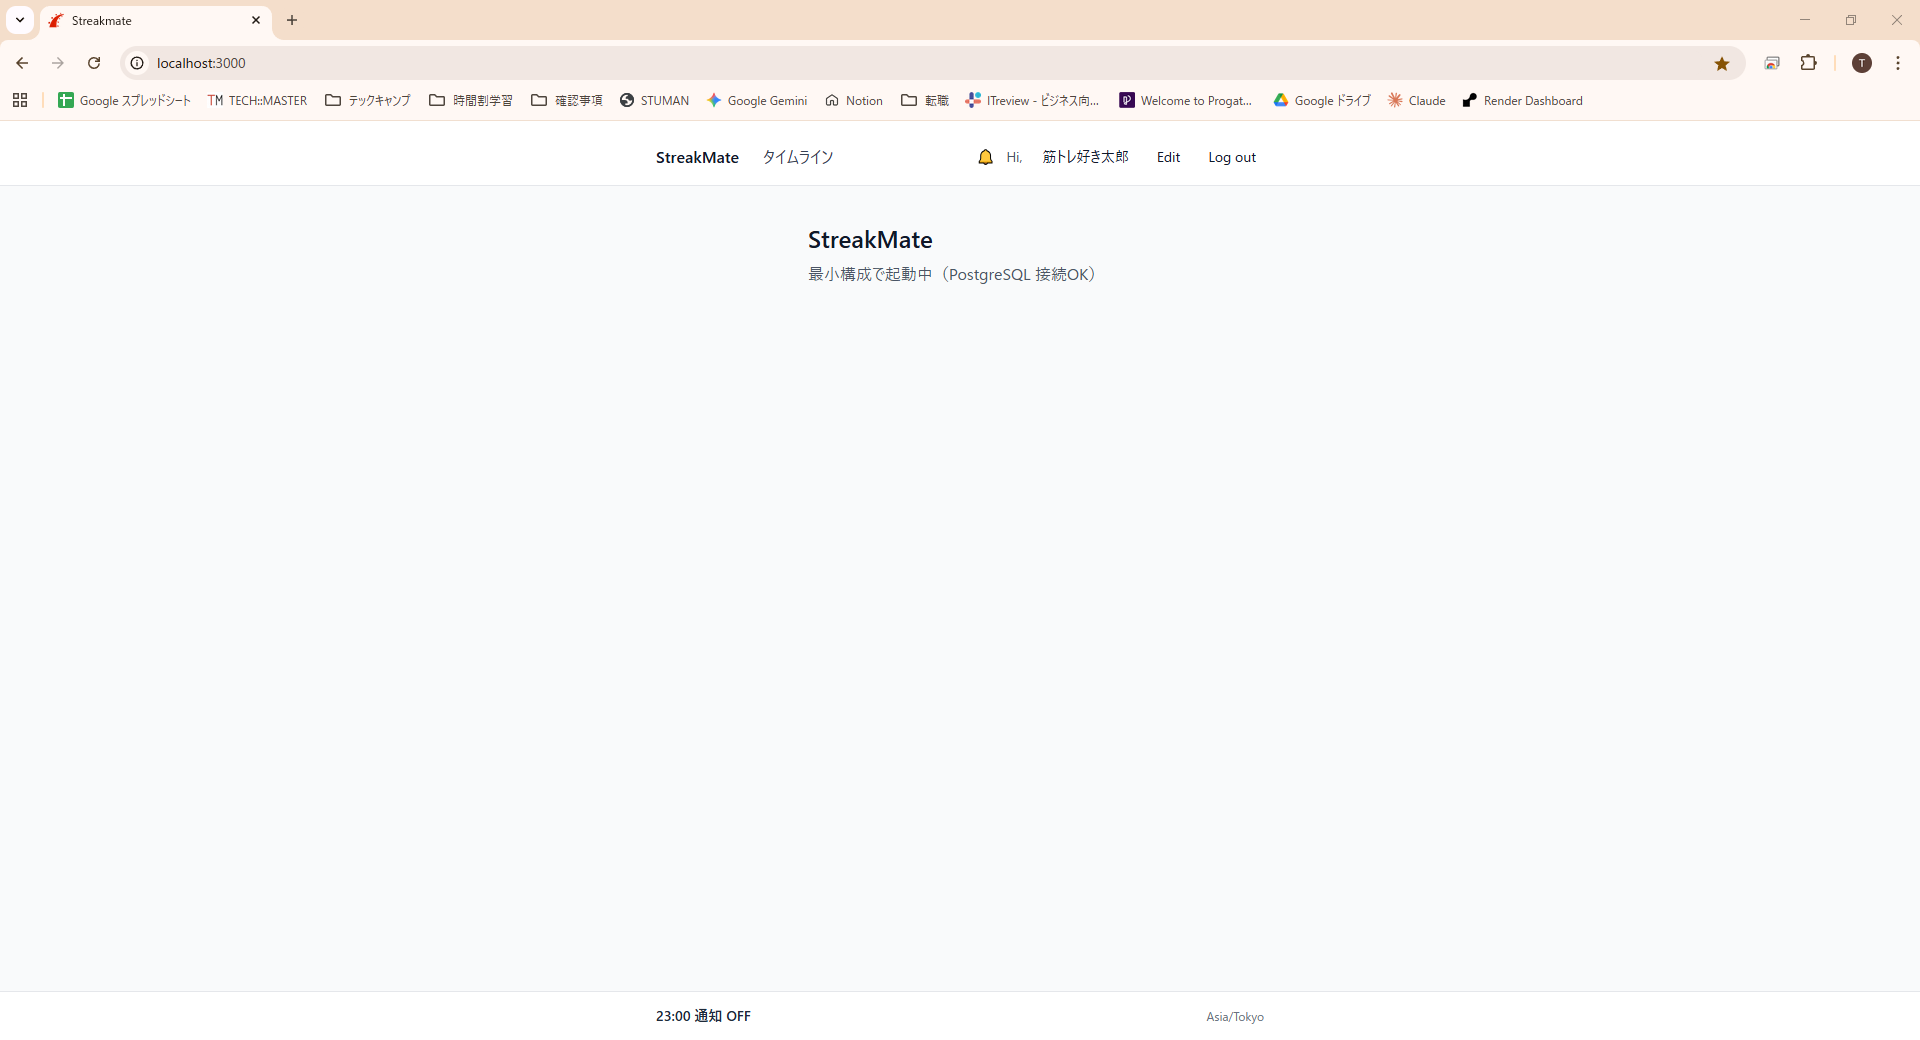 Streakmate
localhost:3000
Google スプレッドシート TM TECH::MASTER テックキャンプ 時間割学習 確認事項 STUMAN Google Gemini Notion 転職 ITreview - ビジネス向... Welcome to Progat... Google ドライブ Claude Render Dashboard
T
StreakMate タイムライン Hi, 筋トレ好き太郎 Edit Log out
StreakMate
最小構成で起動中（PostgreSQL 接続OK）
23:00 通知 OFF Asia/Tokyo